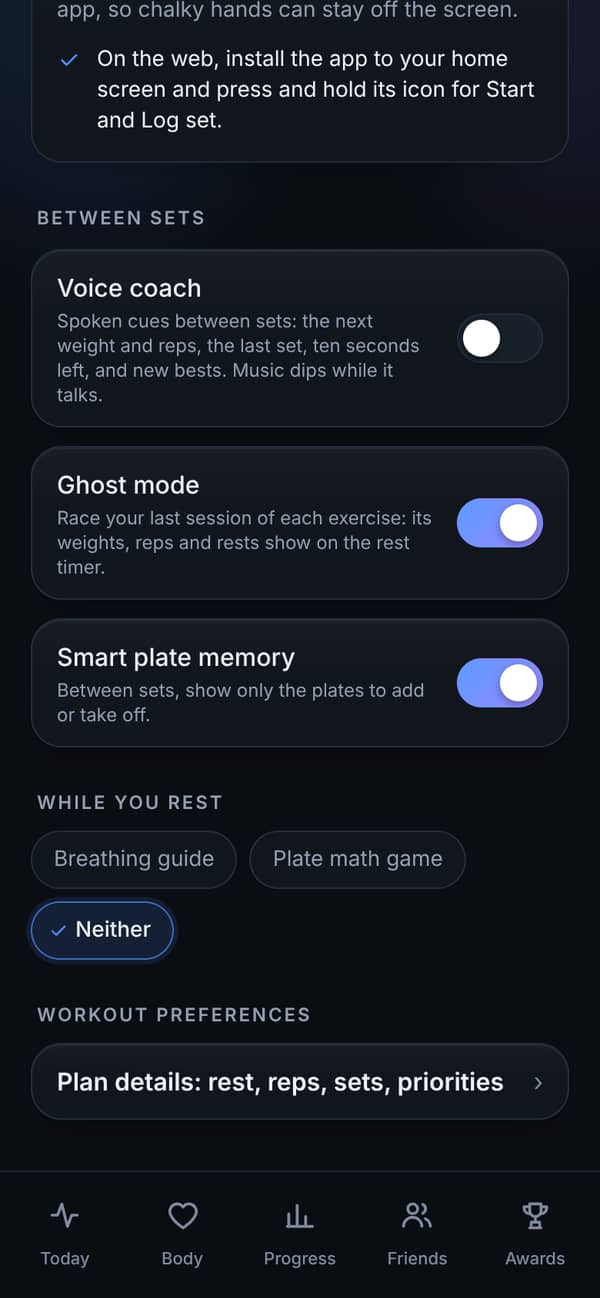 app, so chalky hands can stay off the screen.
On the web, install the app to your home
screen and press and hold its icon for Start
and Log set.
BETWEEN SETS
Voice coach
Spoken cues between sets: the next
weight and reps, the last set, ten seconds
left, and new bests. Music dips while it
talks.
Ghost mode
Race your last session of each exercise: its
weights, reps and rests show on the rest
timer.
Smart plate memory
Between sets, show only the plates to add
or take off.
WHILE YOU REST
Breathing guide
Plate math game
Neither
WORKOUT PREFERENCES
Plan details: rest, reps, sets, priorities
Today
Body
Progress
Friends
Awards